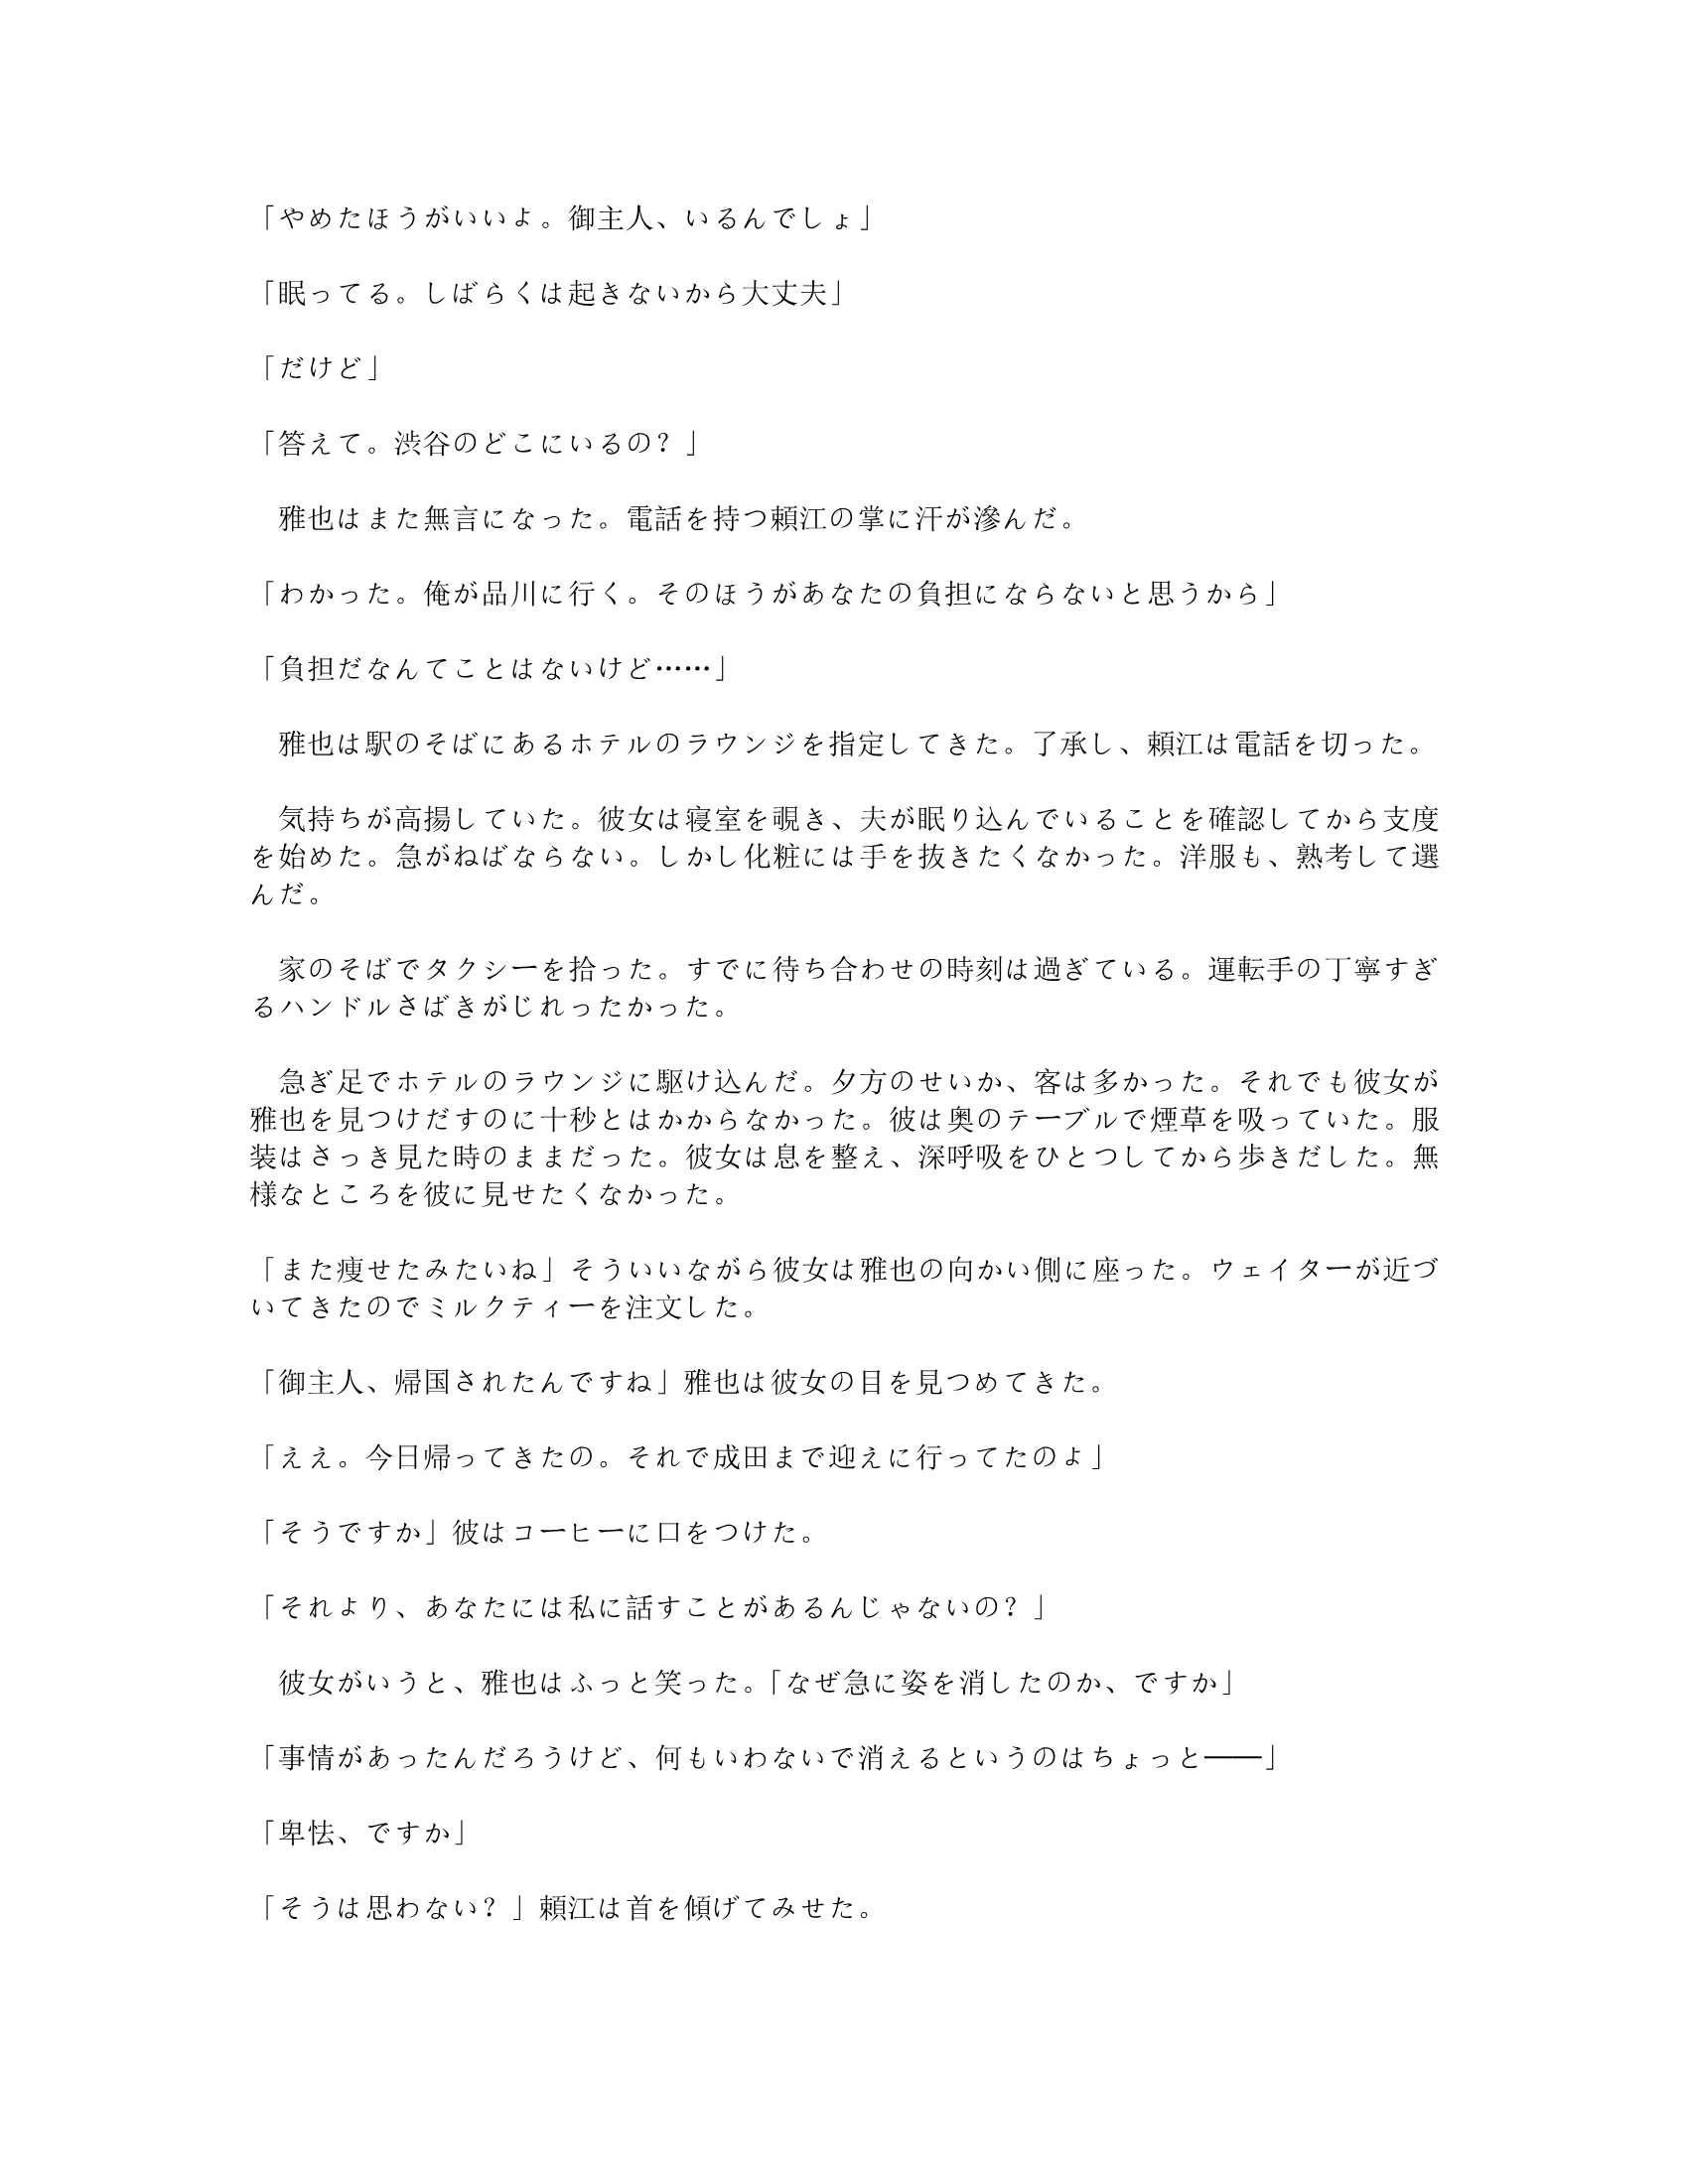 「やめたほうがいいよ。御主人、いるんでしょ」
「眠ってる。しばらくは起きないから大丈夫」
「だけど」
「答えて。渋谷のどこにいるの？」
　雅也はまた無言になった。電話を持つ頼江の掌に汗が滲んだ。
「わかった。俺が品川に行く。そのほうがあなたの負担にならないと思うから」
「負担だなんてことはないけど……」
　雅也は駅のそばにあるホテルのラウンジを指定してきた。了承し、頼江は電話を切った。
　気持ちが高揚していた。彼女は寝室を覗き、夫が眠り込んでいることを確認してから支度
を始めた。急がねばならない。しかし化粧には手を抜きたくなかった。洋服も、熟考して選
んだ。
　家のそばでタクシーを拾った。すでに待ち合わせの時刻は過ぎている。運転手の丁寧すぎ
るハンドルさばきがじれったかった。
　急ぎ足でホテルのラウンジに駆け込んだ。夕方のせいか、客は多かった。それでも彼女が
雅也を見つけだすのに十秒とはかからなかった。彼は奥のテーブルで煙草を吸っていた。服
装はさっき見た時のままだった。彼女は息を整え、深呼吸をひとつしてから歩きだした。無
様なところを彼に見せたくなかった。
「また痩せたみたいね」そういいながら彼女は雅也の向かい側に座った。ウェイターが近づ
いてきたのでミルクティーを注文した。
「御主人、帰国されたんですね」雅也は彼女の目を見つめてきた。
「ええ。今日帰ってきたの。それで成田まで迎えに行ってたのよ」
「そうですか」彼はコーヒーに口をつけた。
「それより、あなたには私に話すことがあるんじゃないの？」
　彼女がいうと、雅也はふっと笑った。「なぜ急に姿を消したのか、ですか」
「事情があったんだろうけど、何もいわないで消えるというのはちょっと――」
「卑怯、ですか」
「そうは思わない？」頼江は首を傾げてみせた。